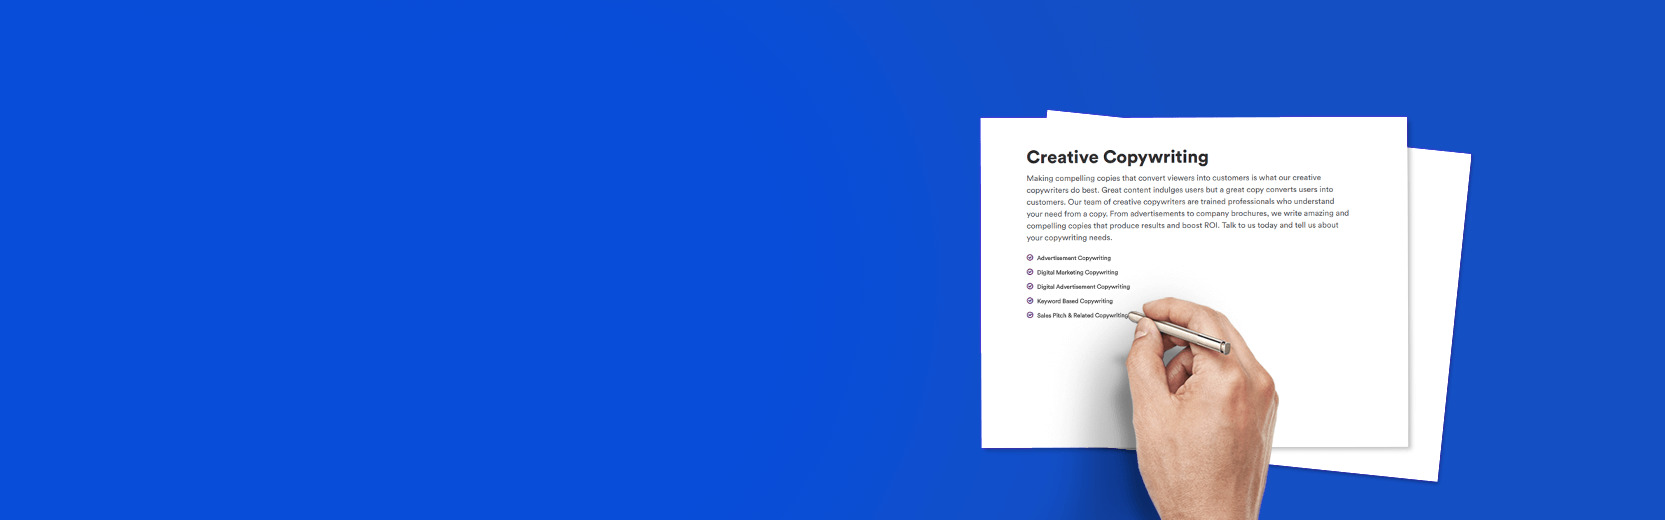 Creative Copywriting
Making compelling copies that convert viewers into customers is what our creative
copywriters do best. Great content indulges users but a great copy converts users into
customers. Our team of creative copywriters are trained professionals who understand
your need from a copy. From advertisements to company brochures, we write amazing and
compelling copies that produce results and boost ROI. Talk to us today and tell us about
your copywriting needs.
Advertisement Copywriting
Digital Marketing Copywriting
Digital Advertisement Copywriting
Keyword Based Copywriting
Sales Pitch & Related Copywriting